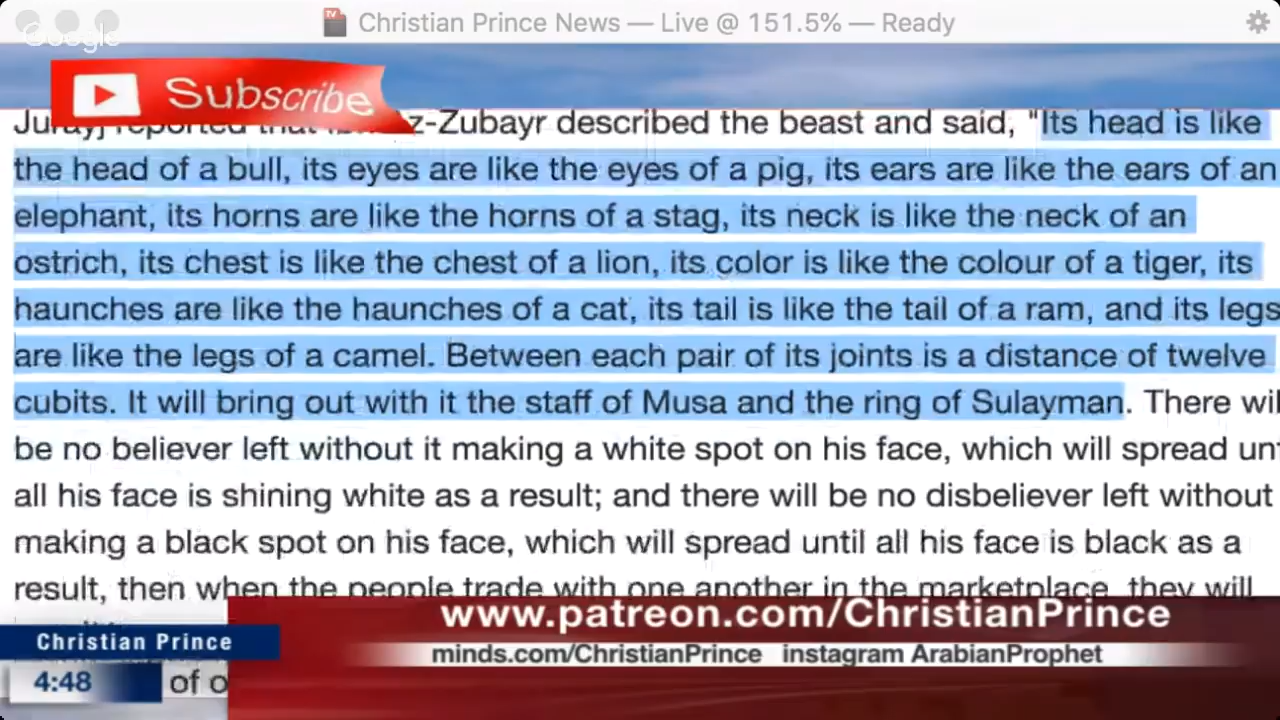 Christian Prince News — Live @ 151.5% — Ready
Google
Subscribe
Jurayj reported that z-Zubayr described the beast and said, "Its head is like
the head of a bull, its eyes are like the eyes of a pig, its ears are like the ears of an
elephant, its horns are like the horns of a stag, its neck is like the neck of an
ostrich, its chest is like the chest of a lion, its color is like the colour of a tiger, its
haunches are like the haunches of a cat, its tail is like the tail of a ram, and its legs
are like the legs of a camel. Between each pair of its joints is a distance of twelve
cubits. It will bring out with it the staff of Musa and the ring of Sulayman. There wil
be no believer left without it making a white spot on his face, which will spread unt
all his face is shining white as a result; and there will be no disbeliever left without
making a black spot on his face, which will spread until all his face is black as a
result, then when the people trade with one another in the marketplace, they will
www.patreon.com/ChristianPrince
Christian Prince
minds.com/ChristianPrince instagram ArabianProphet
4:48
of o